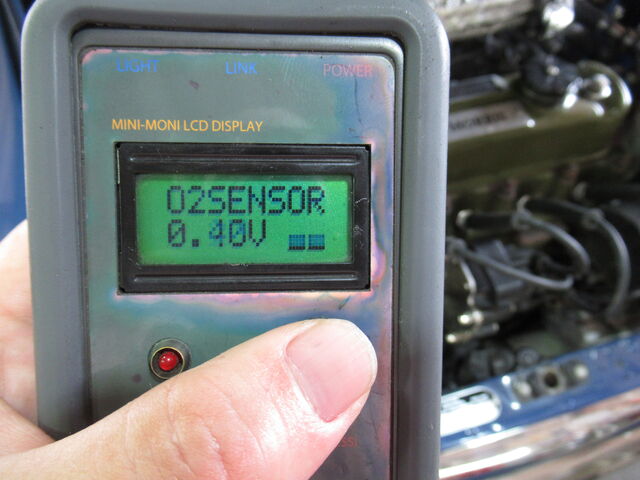 LIGHT LINK POWER
MINI-MONI LCD DISPLAY
O2SENSOR
0.40V